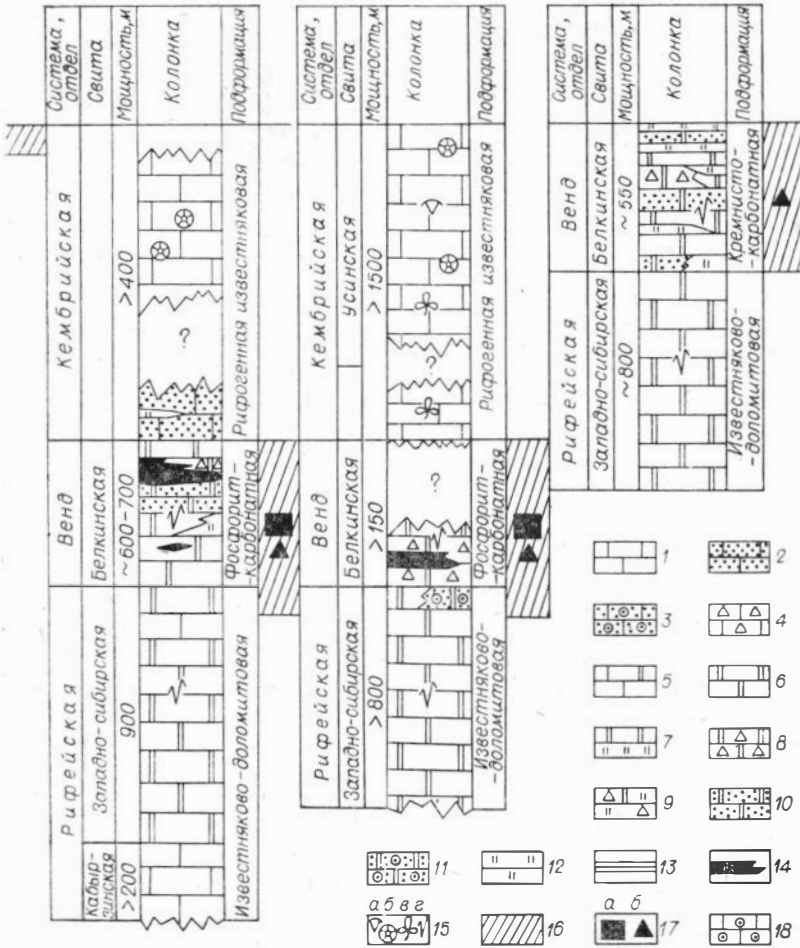 Система, отдел
Свита
Мощность, м
Колонка
Подформация
Кембрийская
>400
Рифогенная известняковая
?
Венд
Белкинская
~600-700
Фосфорит-
-карбонатная
Рифейская
Западно-сибирская
900
Известняково-доломитовая
Кабыр-
зинская
>200
Система, отдел
Свита
Мощность, м
Колонка
Подформация
Кембрийская
Усинская
>1500
Рифогенная известняковая
?
Венд
Белкинская
>150
?
Фосфорит-
-карбонатная
Рифейская
Западно-сибирская
>800
Известняково-
-доломитовая
Система, отдел
Свита
Мощность, м
Колонка
Подформация
Венд
Белкинская
~550
Кремнисто-
-карбонатная
Рифейская
Западно-сибирская
~800
Известняково-
-доломитовая
1
2
3
4
5
6
7
8
9
10
11
12
13
14
а б в г
15
16
а б
17
18